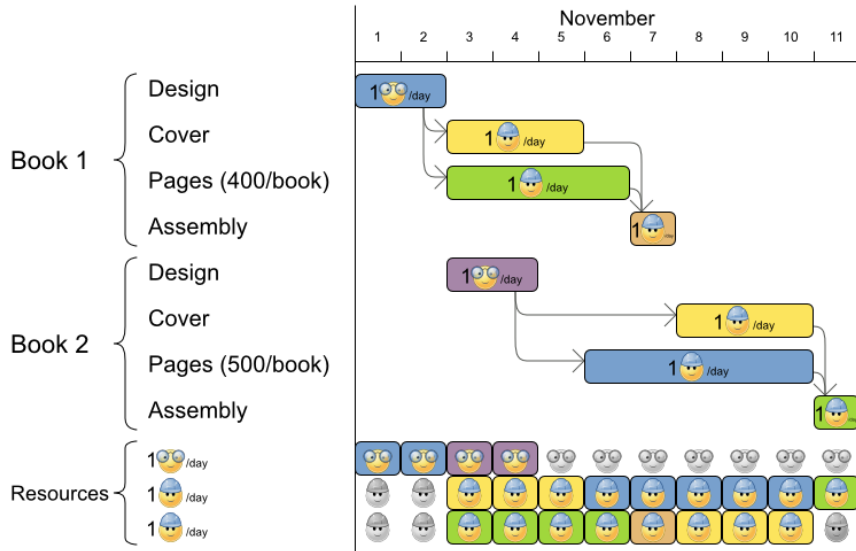 November
1 2 3 4 5 6 7 8 9 10 11
Book 1
Design
1 /day
Cover
1 /day
Pages (400/book)
1 /day
Assembly
1 /day
Book 2
Design
1 /day
Cover
1 /day
Pages (500/book)
1 /day
Assembly
1 /day
Resources
1 /day
1 /day
1 /day